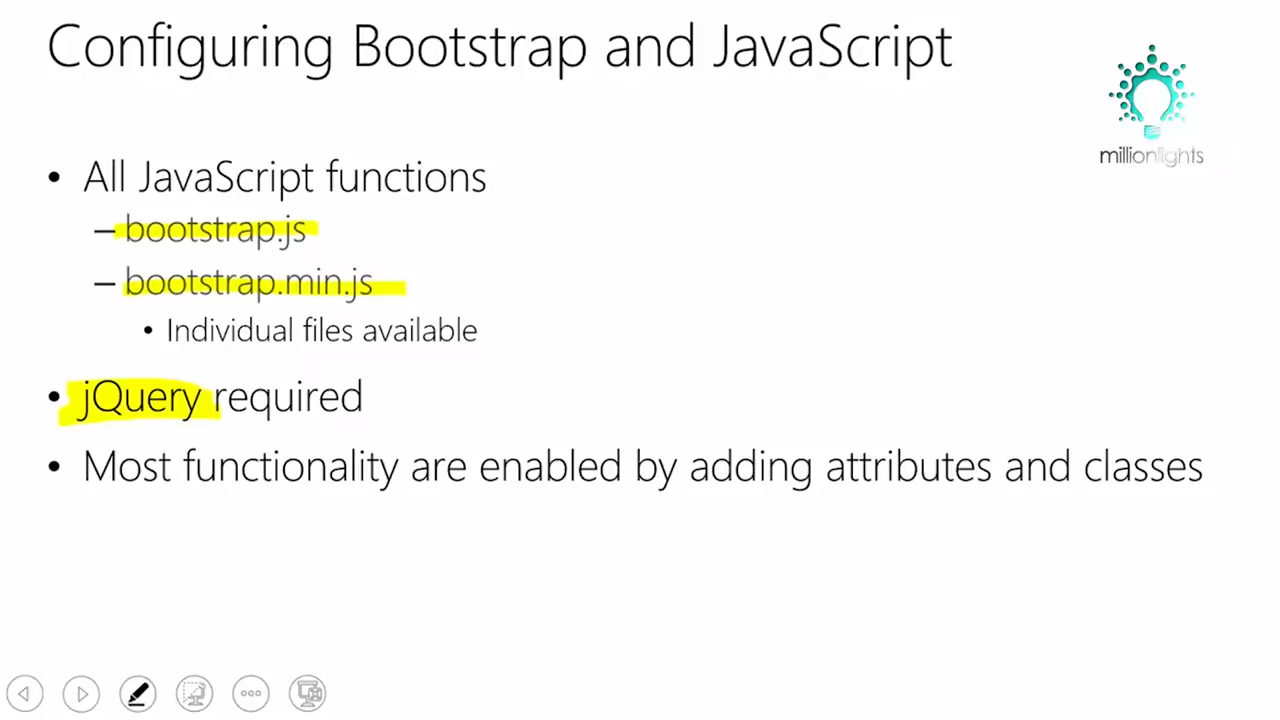 Configuring Bootstrap and JavaScript
millionlights
• All JavaScript functions
– bootstrap.js
– bootstrap.min.js
• Individual files available
• jQuery required
• Most functionality are enabled by adding attributes and classes